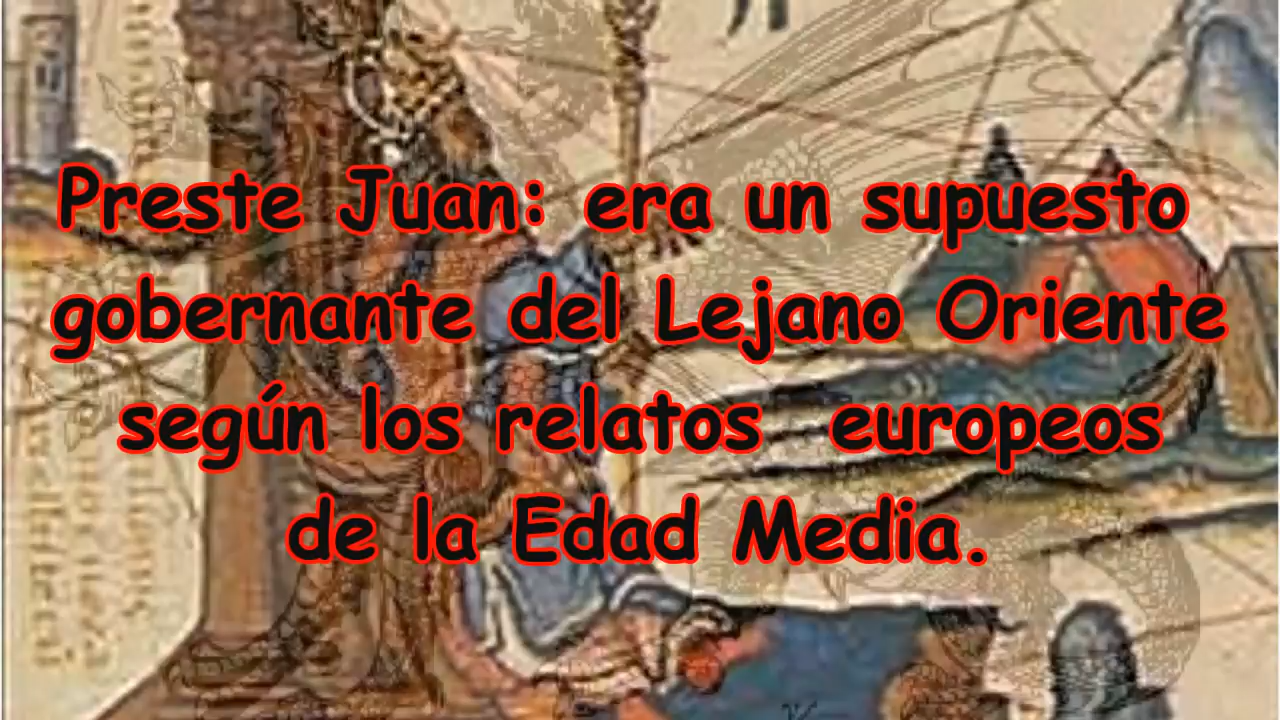 Preste Juan: era un supuesto
gobernante del Lejano Oriente
según los relatos europeos
de la Edad Media.